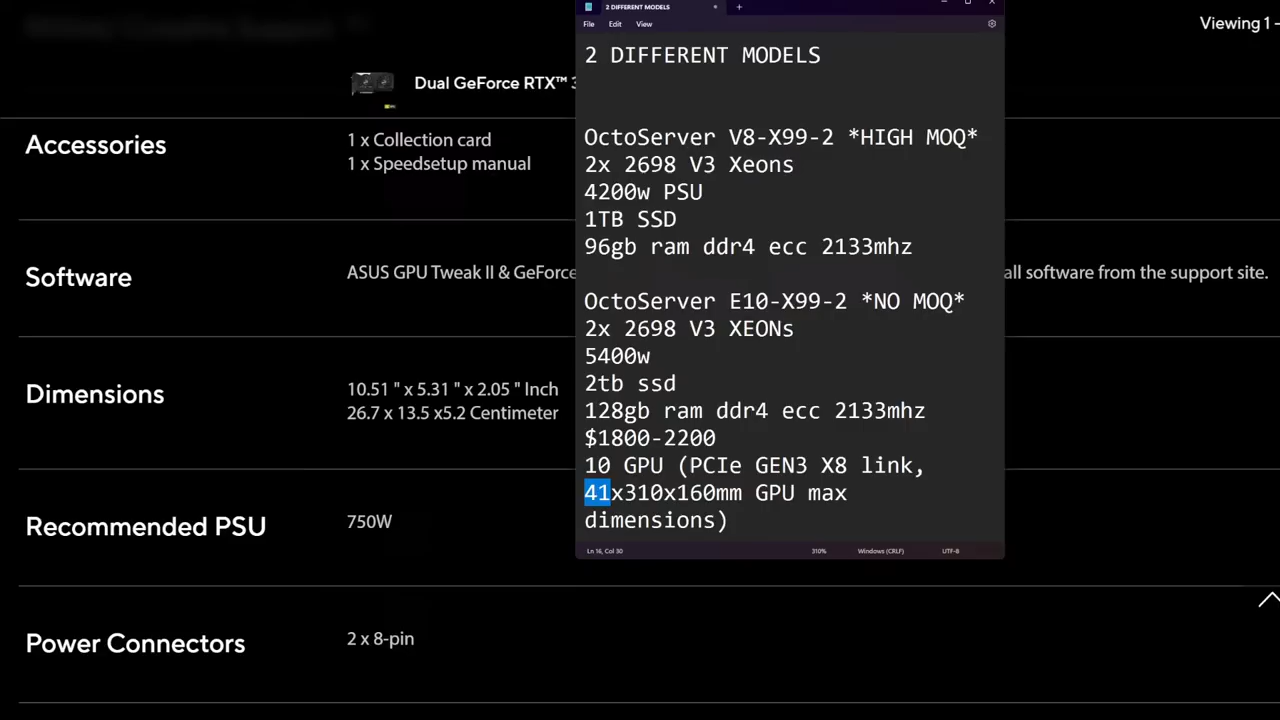 Viewing 1 -
Dual GeForce RTX™ 3
Accessories
1 x Collection card
1 x Speedsetup manual
Software
ASUS GPU Tweak II & GeForce
all software from the support site.
Dimensions
10.51 " x 5.31 " x 2.05 " Inch
26.7 x 13.5 x5.2 Centimeter
Recommended PSU
750W
Power Connectors
2 x 8-pin
2 DIFFERENT MODELS
File Edit View
2 DIFFERENT MODELS
OctoServer V8-X99-2 *HIGH MOQ*
2x 2698 V3 Xeons
4200w PSU
1TB SSD
96gb ram ddr4 ecc 2133mhz
OctoServer E10-X99-2 *NO MOQ*
2x 2698 V3 XEONs
5400w
2tb ssd
128gb ram ddr4 ecc 2133mhz
$1800-2200
10 GPU (PCIe GEN3 X8 link,
41x310x160mm GPU max
dimensions)
Ln 16, Col 30 310% Windows (CRLF) UTF-8